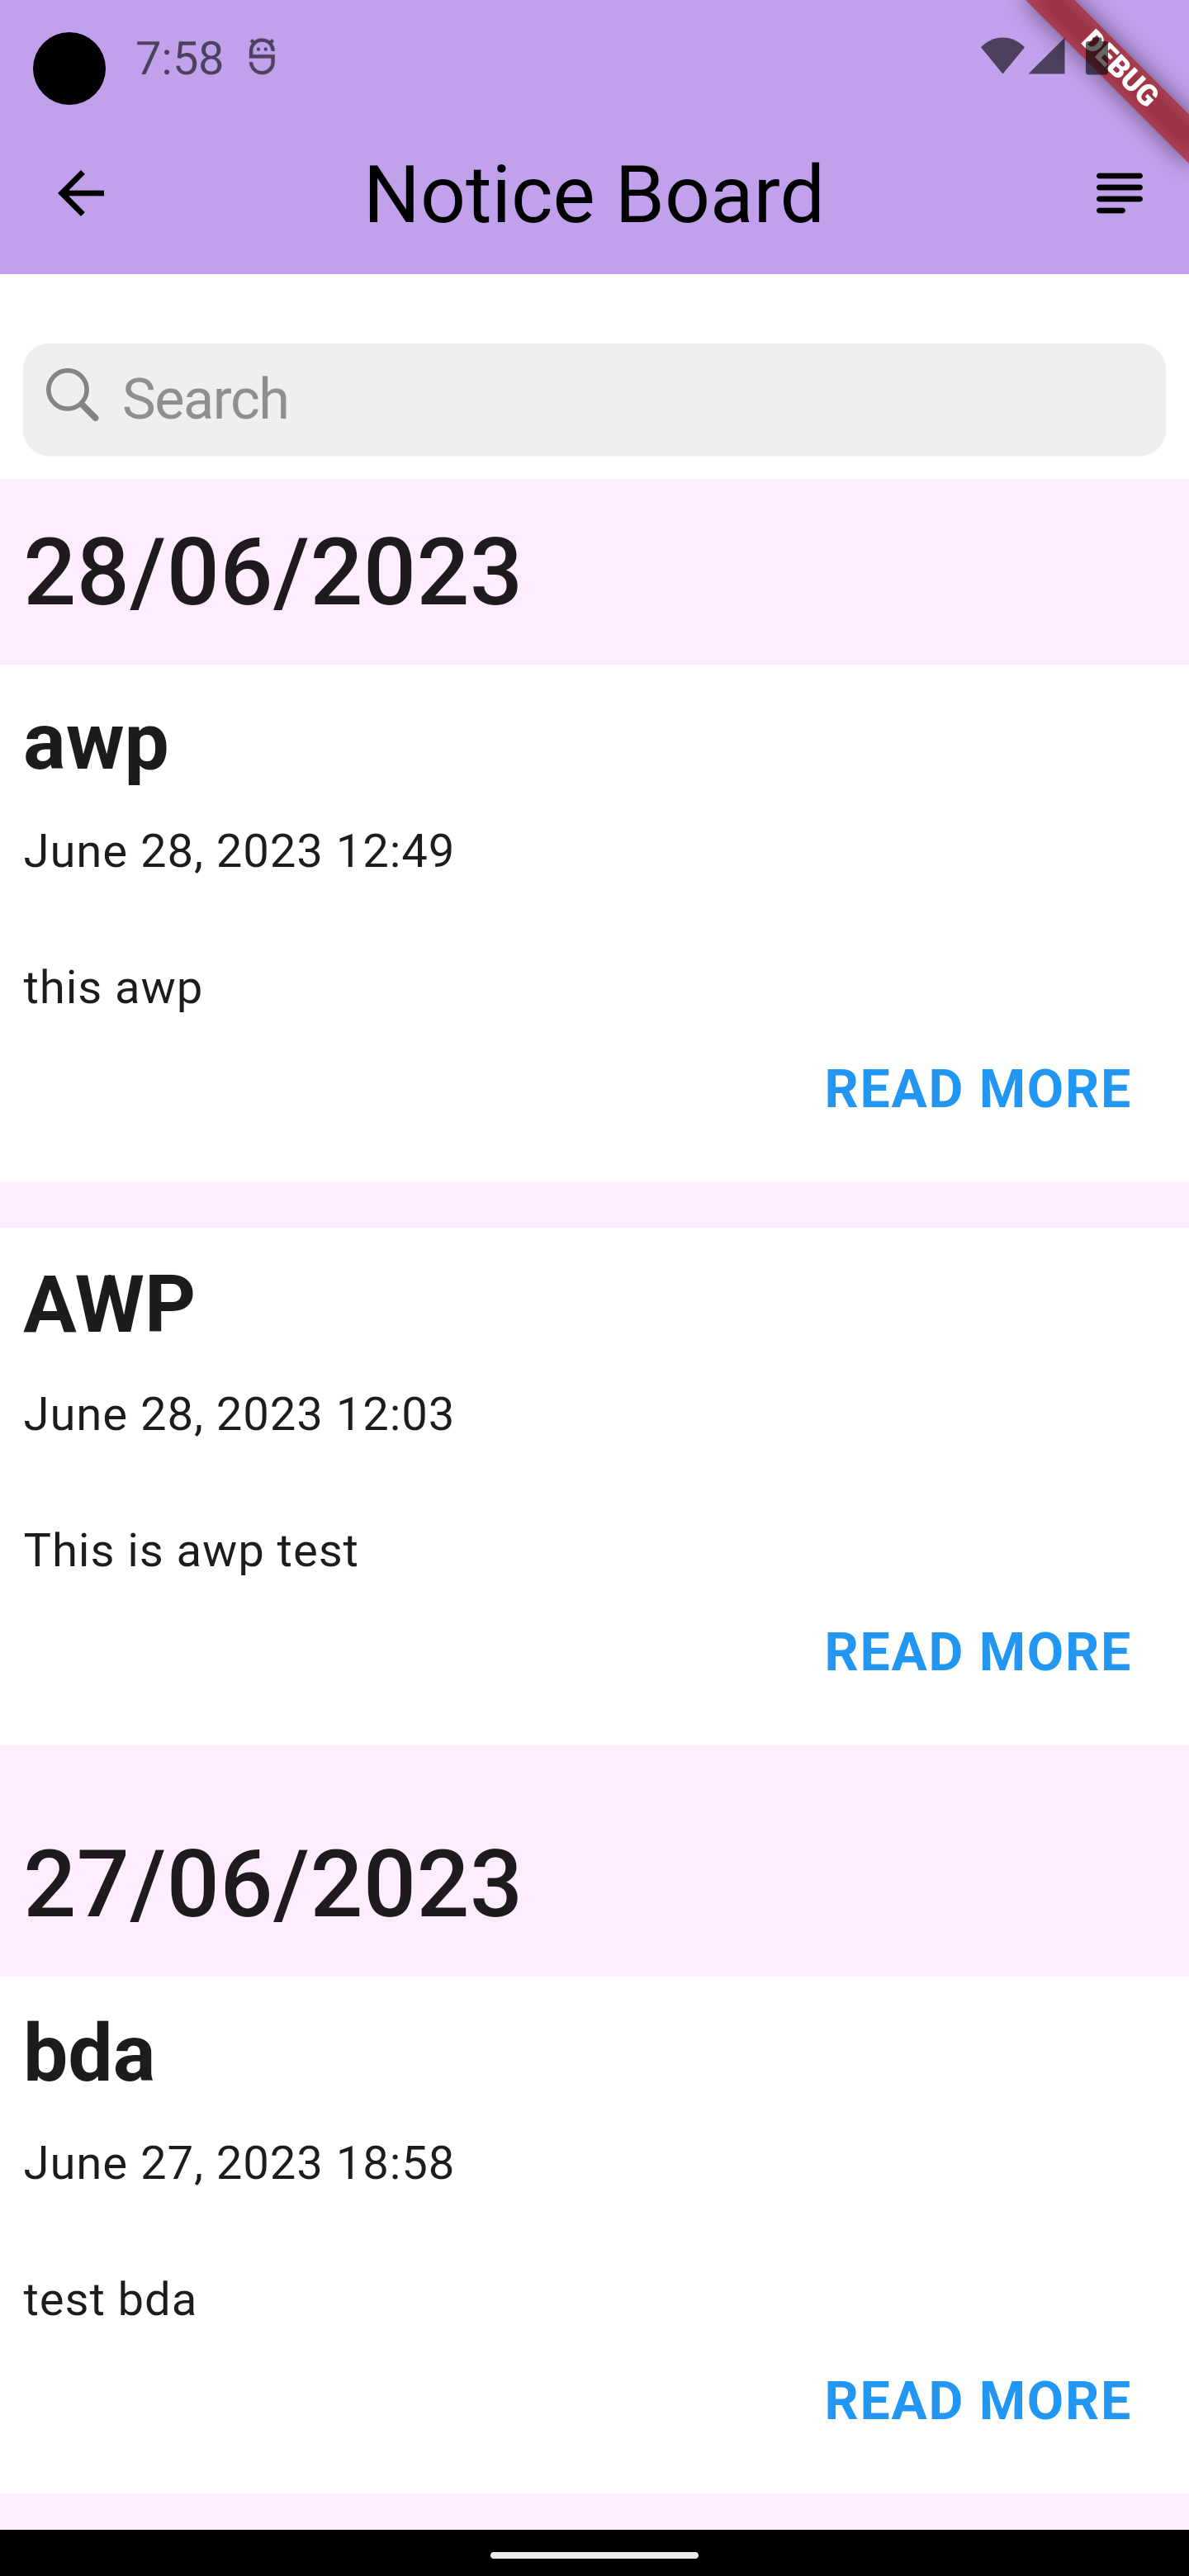 7:58
DEBUG
Notice Board
Search
28/06/2023
awp
June 28, 2023 12:49
this awp
READ MORE
AWP
June 28, 2023 12:03
This is awp test
READ MORE
27/06/2023
bda
June 27, 2023 18:58
test bda
READ MORE